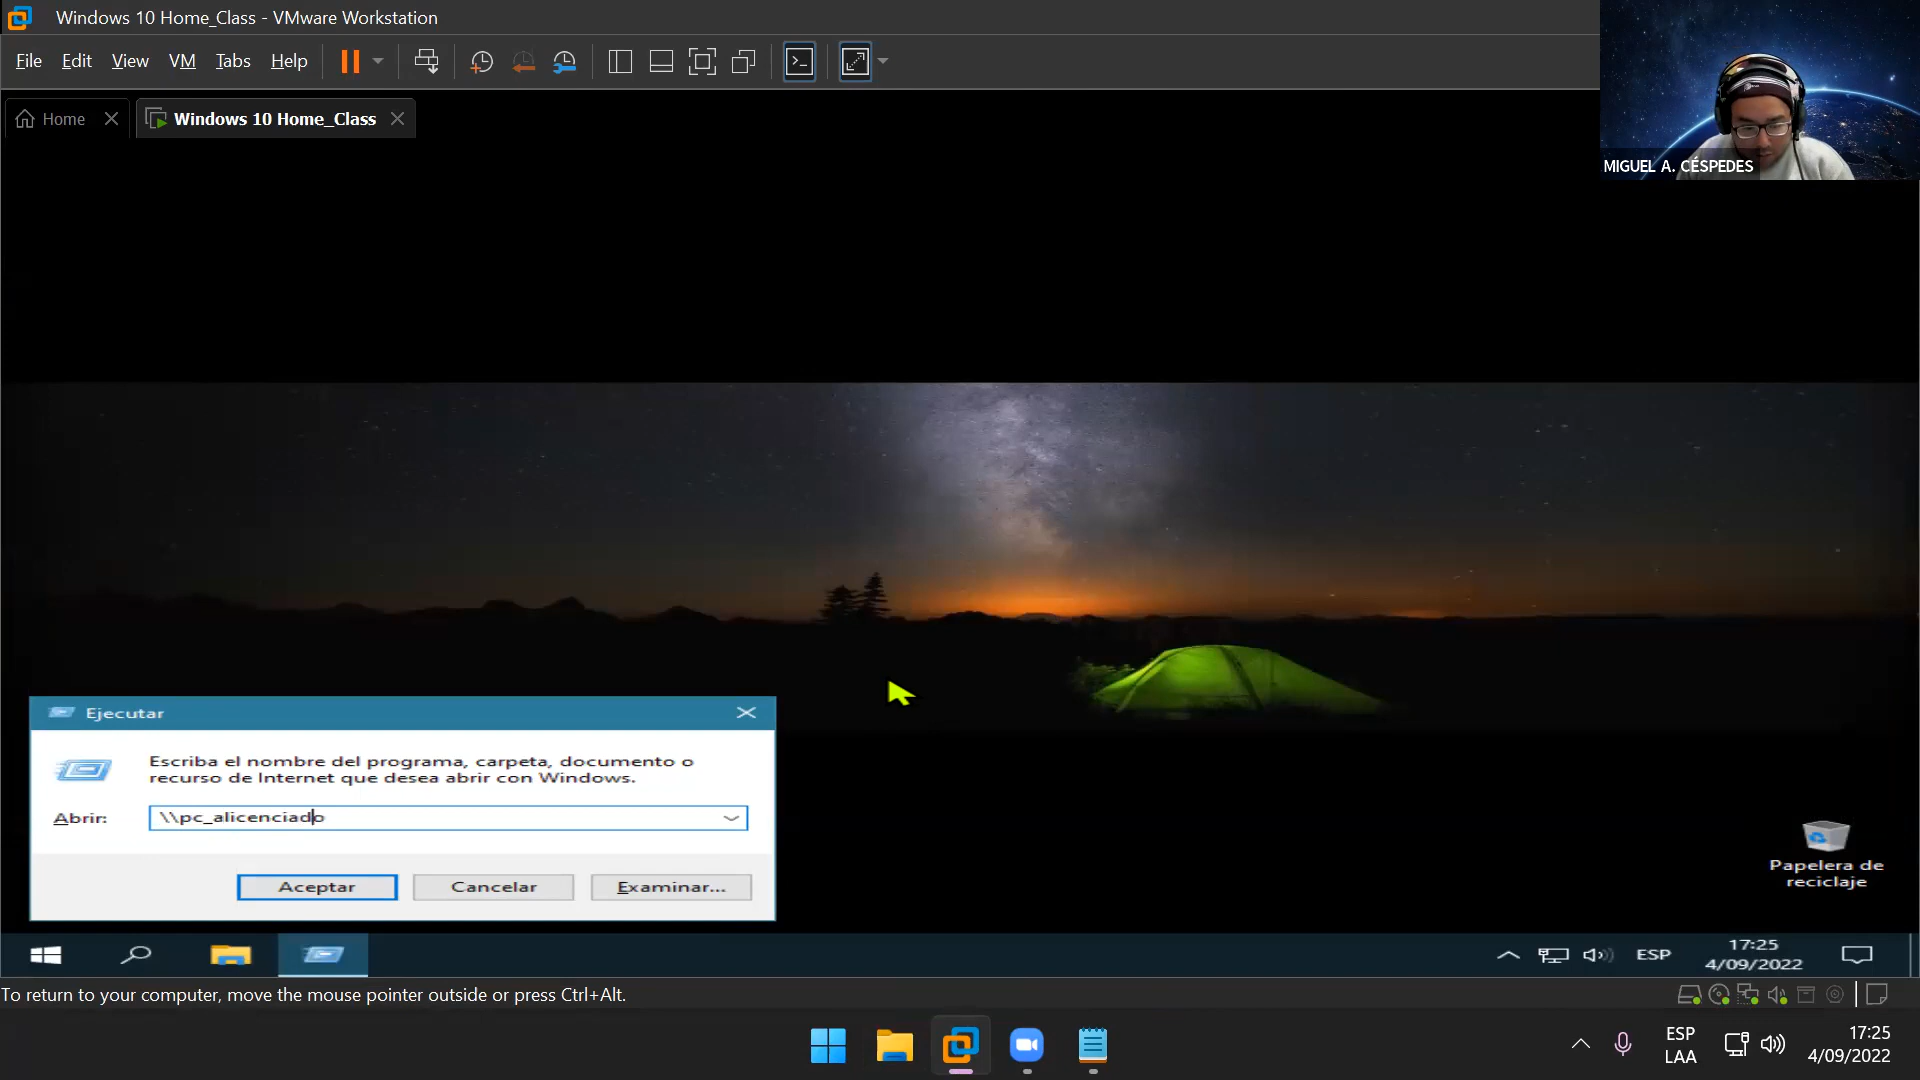 Windows 10 Home_Class - VMware Workstation
File Edit View VM Tabs Help
Home
Windows 10 Home_Class
MIGUEL A. CÉSPEDES
Ejecutar
Escriba el nombre del programa, carpeta, documento o
recurso de Internet que desea abrir con Windows.
Abrir: \\pc_alicenciado
Aceptar Cancelar Examinar...
Papelera de
reciclaje
ESP
17:25
4/09/2022
To return to your computer, move the mouse pointer outside or press Ctrl+Alt.
ESP
LAA
17:25
4/09/2022